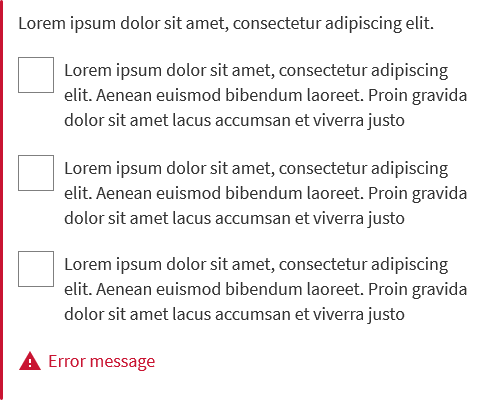 Lorem ipsum dolor sit amet, consectetur adipiscing elit.
Lorem ipsum dolor sit amet, consectetur adipiscing
elit. Aenean euismod bibendum laoreet. Proin gravida
dolor sit amet lacus accumsan et viverra justo
Lorem ipsum dolor sit amet, consectetur adipiscing
elit. Aenean euismod bibendum laoreet. Proin gravida
dolor sit amet lacus accumsan et viverra justo
Lorem ipsum dolor sit amet, consectetur adipiscing
elit. Aenean euismod bibendum laoreet. Proin gravida
dolor sit amet lacus accumsan et viverra justo
Error message